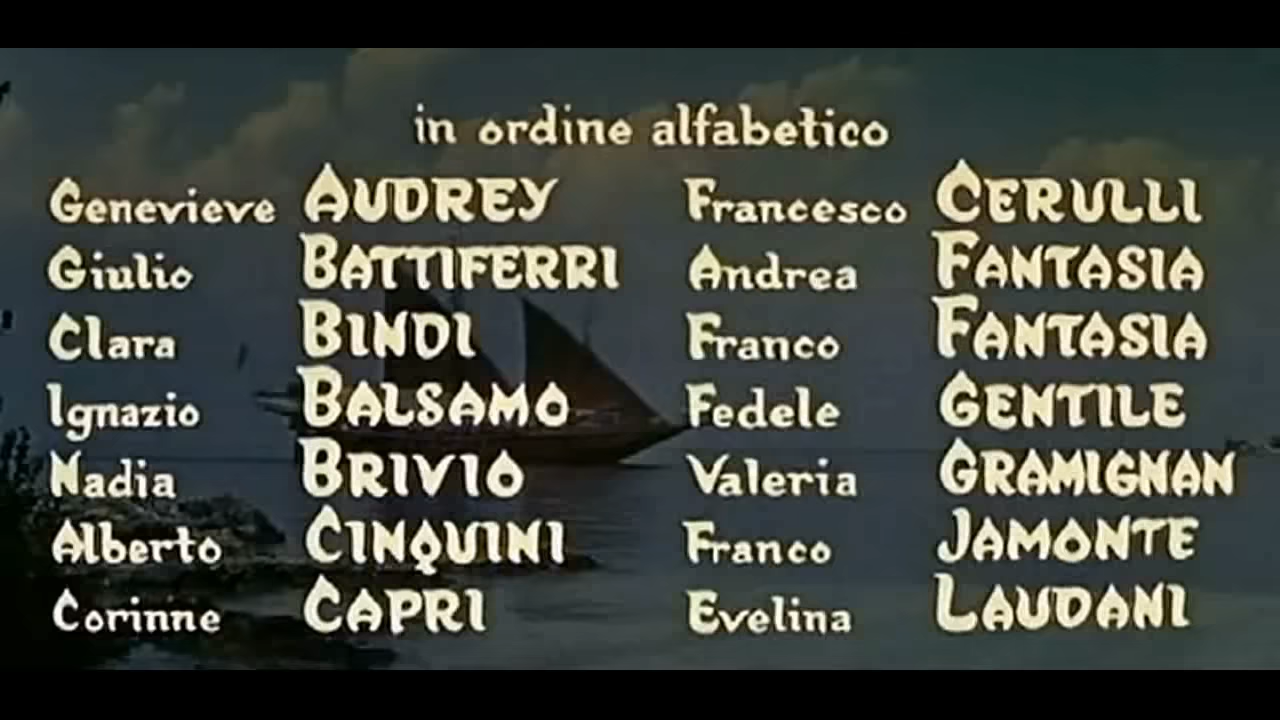 in ordine alfabetico
Genevieve AUDREY
Giulio BATTIFERRI
Clara BINDI
Ignazio BALSAMO
Nadia BRIVIO
Alberto CINQUINI
Corinne CAPRI
Francesco CERULLI
Andrea FANTASIA
Franco FANTASIA
Fedele GENTILE
Valeria GRAMIGNAN
Franco JAMONTE
Evelina LAUDANI